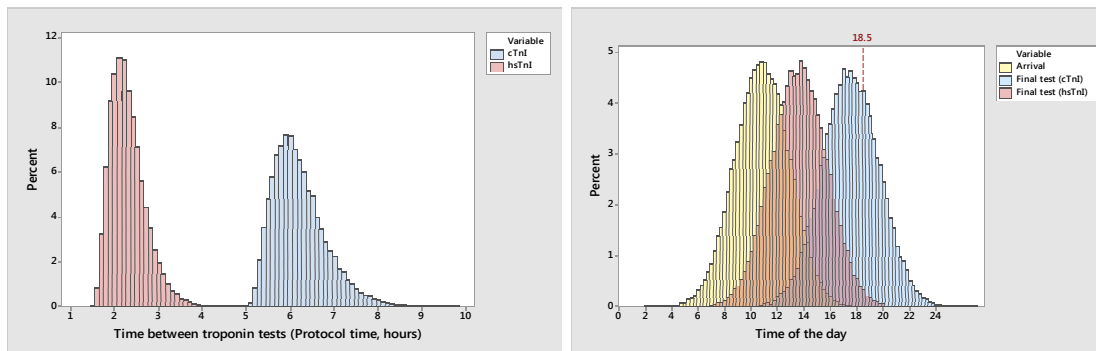 12
10
8
6
4
2
0
Percent
1 2 3 4 5 6 7 8 9 10
Time between troponin tests (Protocol time, hours)
Variable
cTnI
hsTnI
18.5
5
4
3
2
1
0
Percent
0 2 4 6 8 10 12 14 16 18 20 22 24
Time of the day
Variable
Arrival
Final test (cTnI)
Final test (hsTnI)